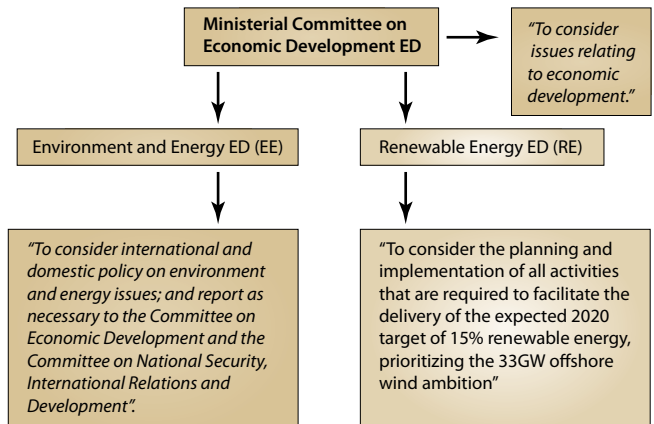 Ministerial Committee on
Economic Development ED
“To consider
issues relating
to economic
development.”
Environment and Energy ED (EE)
Renewable Energy ED (RE)
“To consider international and
domestic policy on environment
and energy issues; and report as
necessary to the Committee on
Economic Development and the
Committee on National Security,
International Relations and
Development”.
“To consider the planning and
implementation of all activities
that are required to facilitate the
delivery of the expected 2020
target of 15% renewable energy,
prioritizing the 33GW offshore
wind ambition”